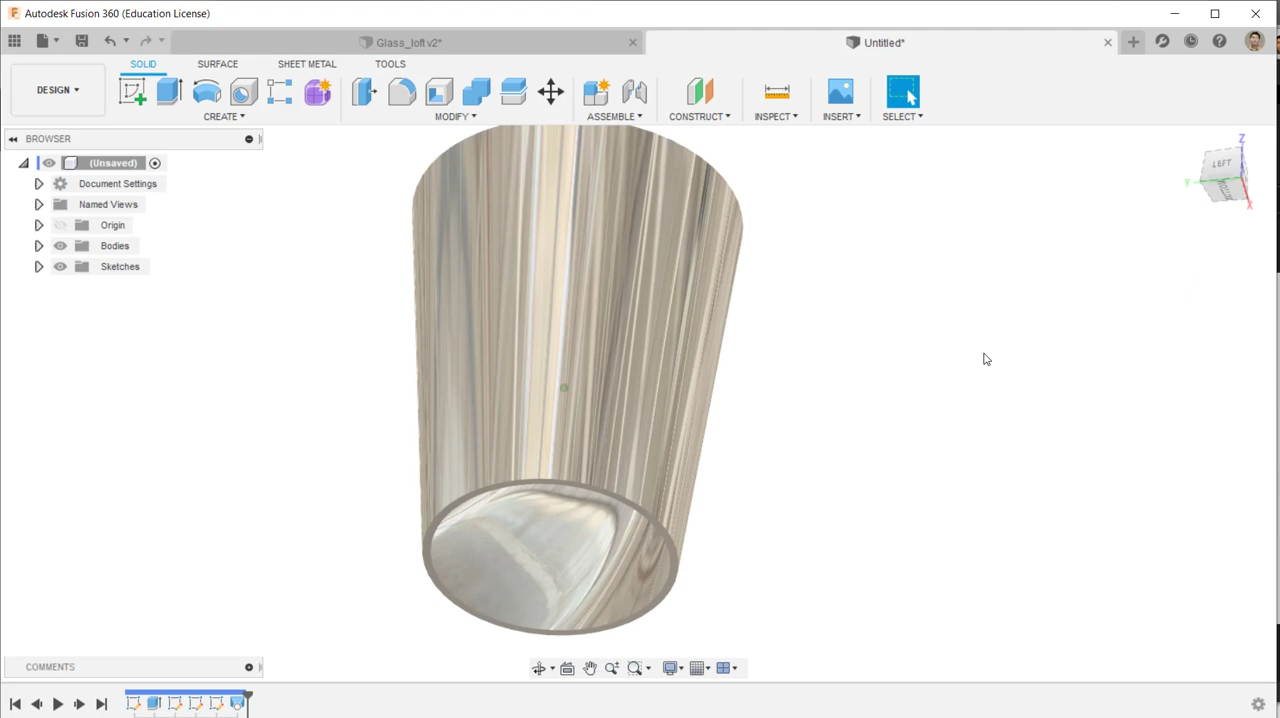 Autodesk Fusion 360 (Education License)
Glass_loft v2*
Untitled*
SOLID SURFACE SHEET METAL TOOLS
DESIGN ▾
CREATE ▾ MODIFY ▾ ASSEMBLE ▾ CONSTRUCT ▾ INSPECT ▾ INSERT ▾ SELECT ▾
BROWSER
(Unsaved)
Document Settings
Named Views
Origin
Bodies
Sketches
Z
LEFT
Y
X
COMMENTS